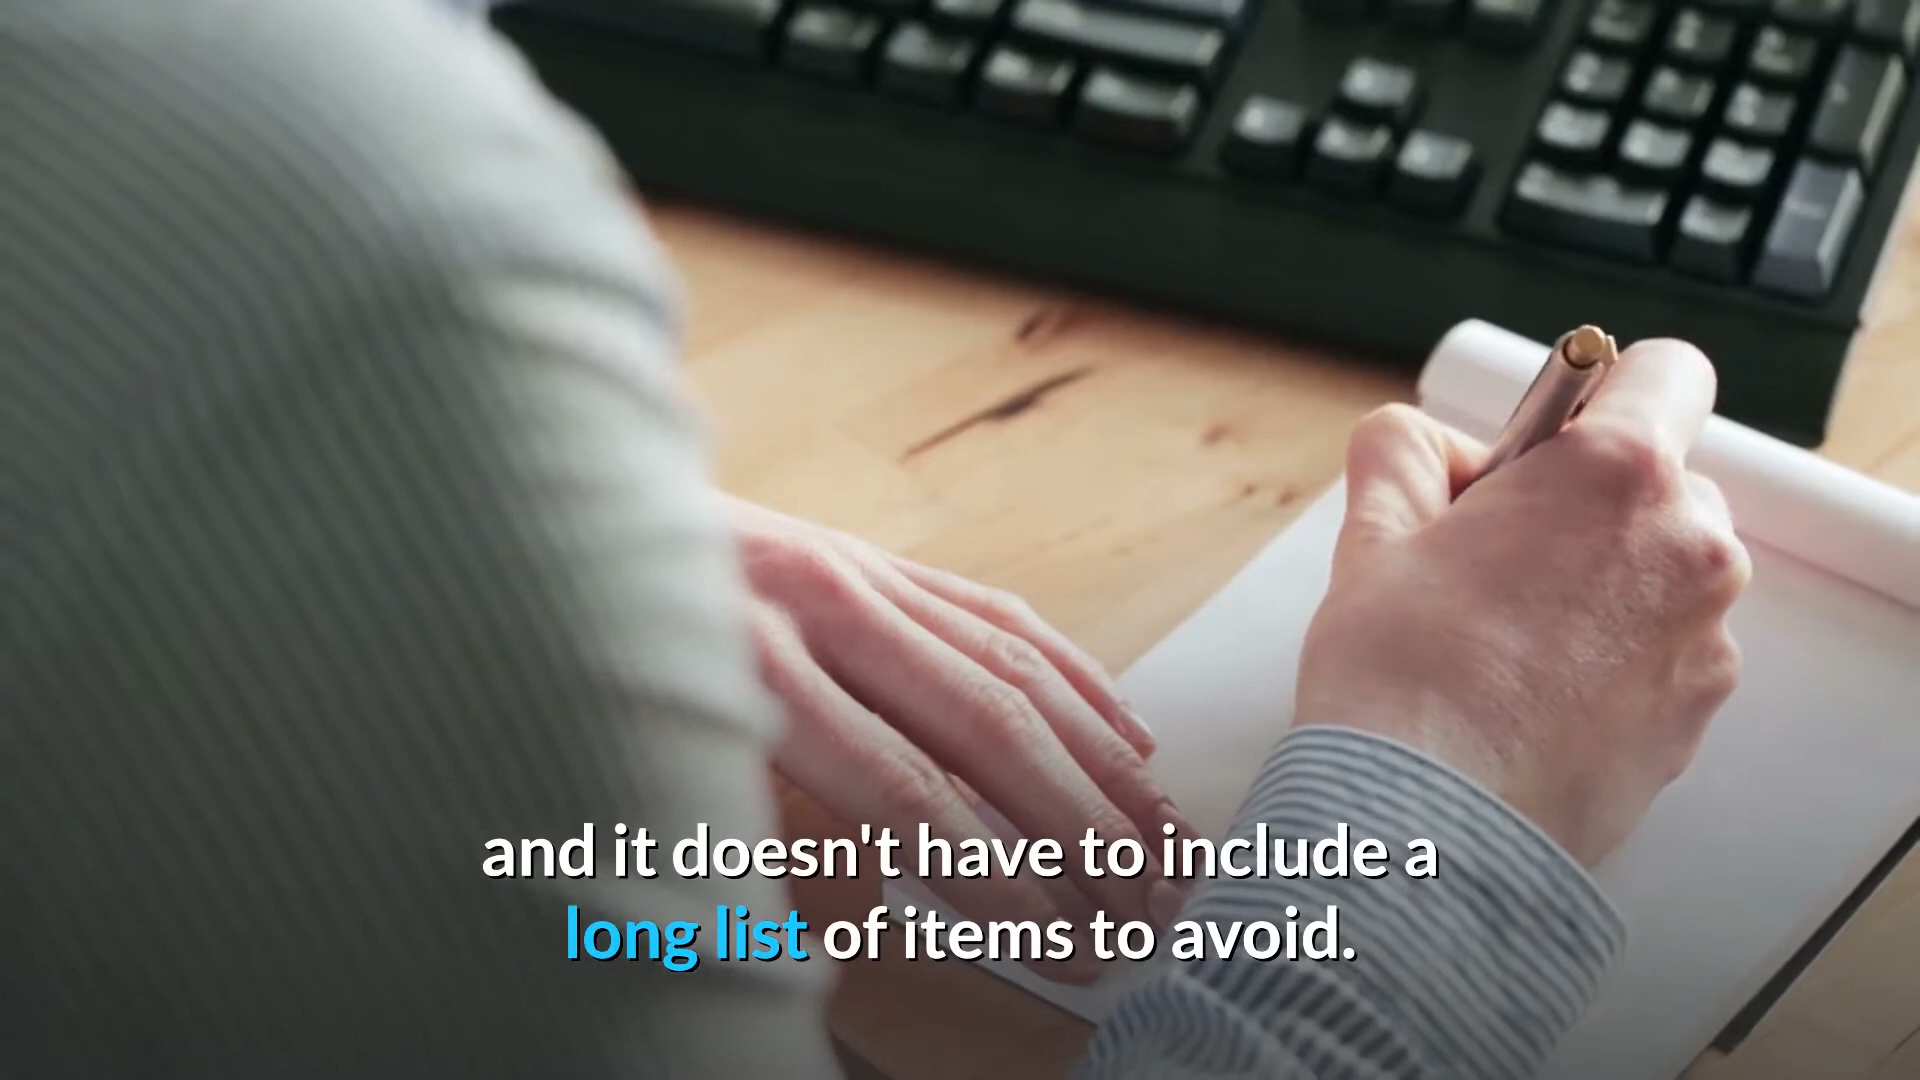 and it doesn't have to include a
long list of items to avoid.